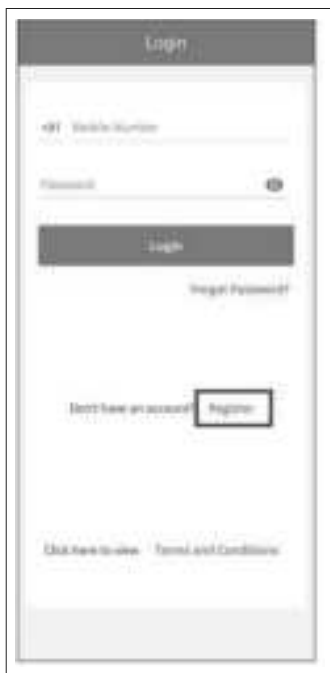 Login
+91 Mobile Number
Password
Login
Forgot Password?
Don't have an account? Register
Click here to view Terms and Conditions